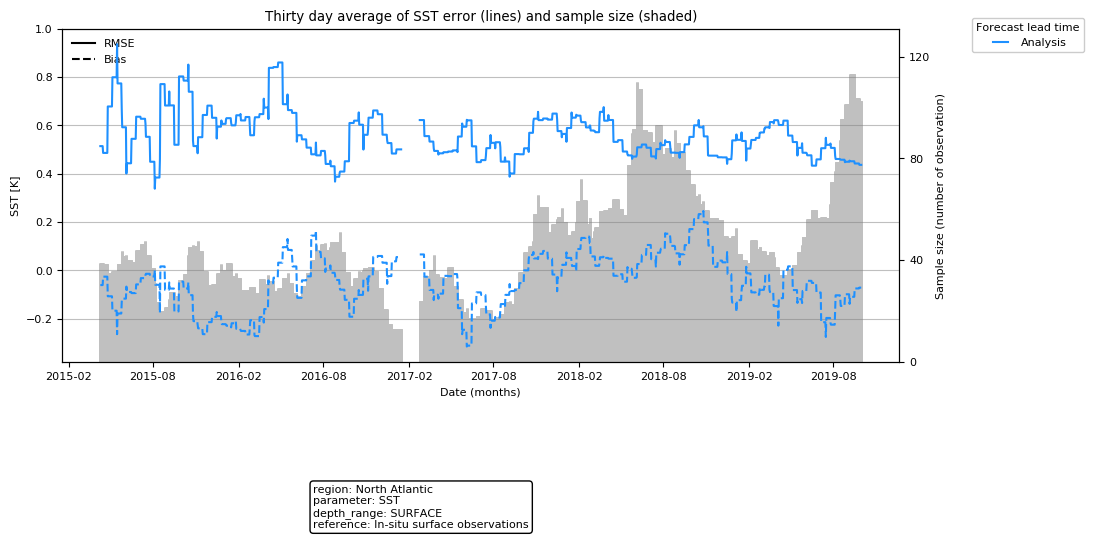 Thirty day average of SST error (lines) and sample size (shaded)
Forecast lead time
Analysis
RMSE
Bias
1.0
0.8
0.6
0.4
0.2
0.0
−0.2
SST [K]
120
80
40
0
Sample size (number of observation)
2015-02 2015-08 2016-02 2016-08 2017-02 2017-08 2018-02 2018-08 2019-02 2019-08
Date (months)
region: North Atlantic
parameter: SST
depth_range: SURFACE
reference: In-situ surface observations